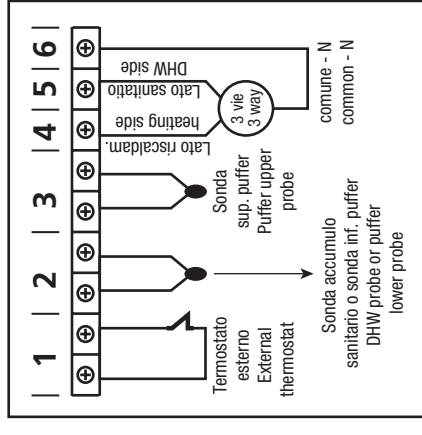 1 | 2 | 3 | 4 | 5 | 6
Termostato
esterno
External
thermostat
Sonda accumulo
sanitario o sonda inf. puffer
DHW probe or puffer
lower probe
Sonda
sup. puffer
Puffer upper
probe
Lato riscaldam.
heating side
Lato sanitatio
DHW side
3 vie
3 way
comune - N
common - N